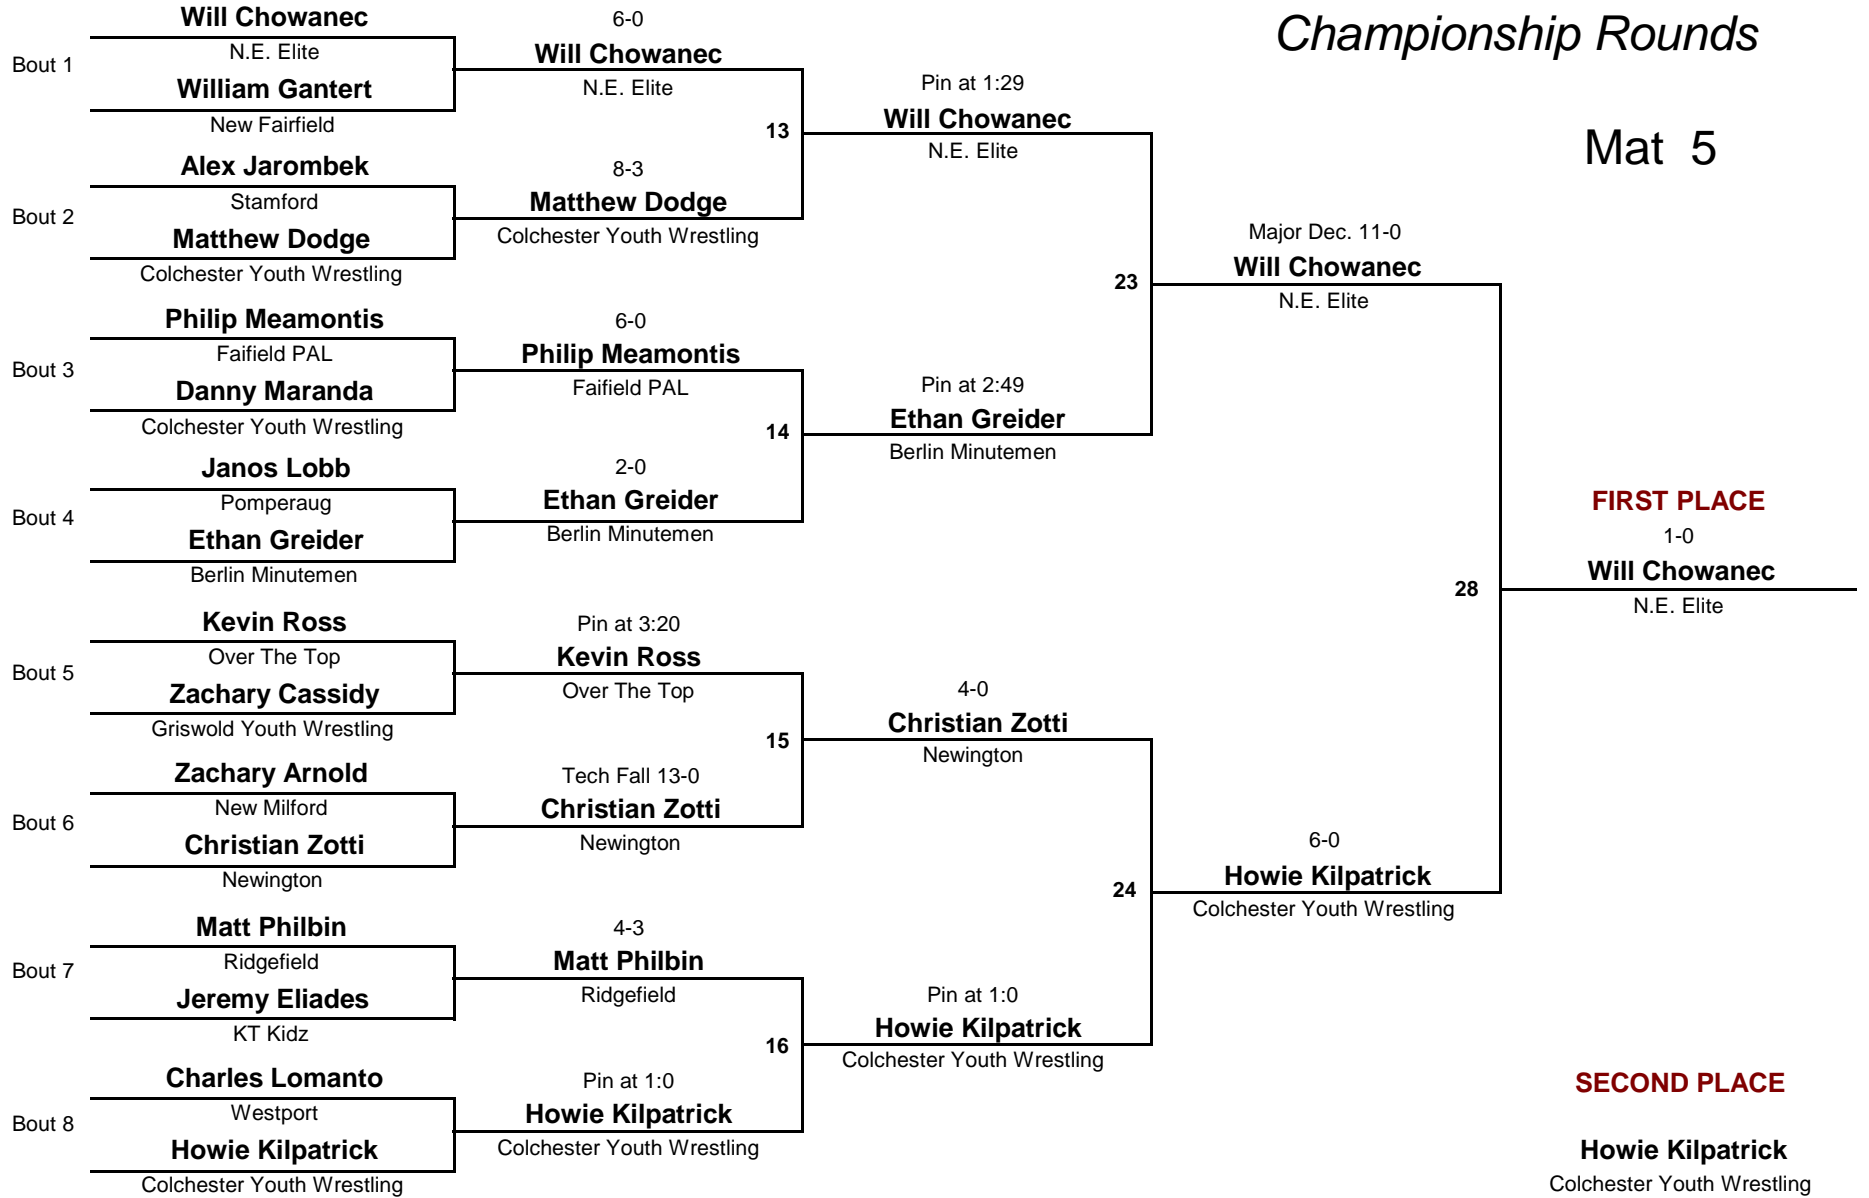 Championship Rounds
Mat 5
Bout 1
Will Chowanec
N.E. Elite
William Gantert
New Fairfield
Bout 2
Alex Jarombek
Stamford
Matthew Dodge
Colchester Youth Wrestling
Bout 3
Philip Meamontis
Faifield PAL
Danny Maranda
Colchester Youth Wrestling
Bout 4
Janos Lobb
Pomperaug
Ethan Greider
Berlin Minutemen
Bout 5
Kevin Ross
Over The Top
Zachary Cassidy
Griswold Youth Wrestling
Bout 6
Zachary Arnold
New Milford
Christian Zotti
Newington
Bout 7
Matt Philbin
Ridgefield
Jeremy Eliades
KT Kidz
Bout 8
Charles Lomanto
Westport
Howie Kilpatrick
Colchester Youth Wrestling
6-0
Will Chowanec
N.E. Elite
13
8-3
Matthew Dodge
Colchester Youth Wrestling
6-0
Philip Meamontis
Faifield PAL
14
2-0
Ethan Greider
Berlin Minutemen
Pin at 3:20
Kevin Ross
Over The Top
15
Tech Fall 13-0
Christian Zotti
Newington
4-3
Matt Philbin
Ridgefield
16
Pin at 1:0
Howie Kilpatrick
Colchester Youth Wrestling
Pin at 1:29
Will Chowanec
N.E. Elite
23
Pin at 2:49
Ethan Greider
Berlin Minutemen
4-0
Christian Zotti
Newington
24
Pin at 1:0
Howie Kilpatrick
Colchester Youth Wrestling
Major Dec. 11-0
Will Chowanec
N.E. Elite
28
6-0
Howie Kilpatrick
Colchester Youth Wrestling
FIRST PLACE
1-0
Will Chowanec
N.E. Elite
SECOND PLACE
Howie Kilpatrick
Colchester Youth Wrestling